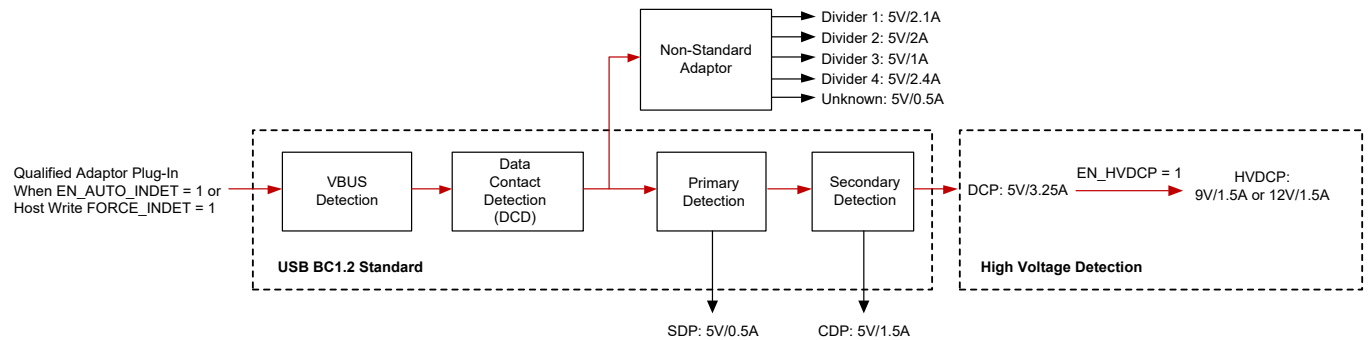 Divider 1: 5V/2.1A
Divider 2: 5V/2A
Divider 3: 5V/1A
Divider 4: 5V/2.4A
Unknown: 5V/0.5A
Non-Standard
Adaptor
Qualified Adaptor Plug-In
When EN_AUTO_INDET = 1 or
Host Write FORCE_INDET = 1
VBUS
Detection
Data
Contact
Detection
(DCD)
Primary
Detection
Secondary
Detection
DCP: 5V/3.25A
EN_HVDCP = 1
HVDCP:
9V/1.5A or 12V/1.5A
USB BC1.2 Standard
High Voltage Detection
SDP: 5V/0.5A
CDP: 5V/1.5A